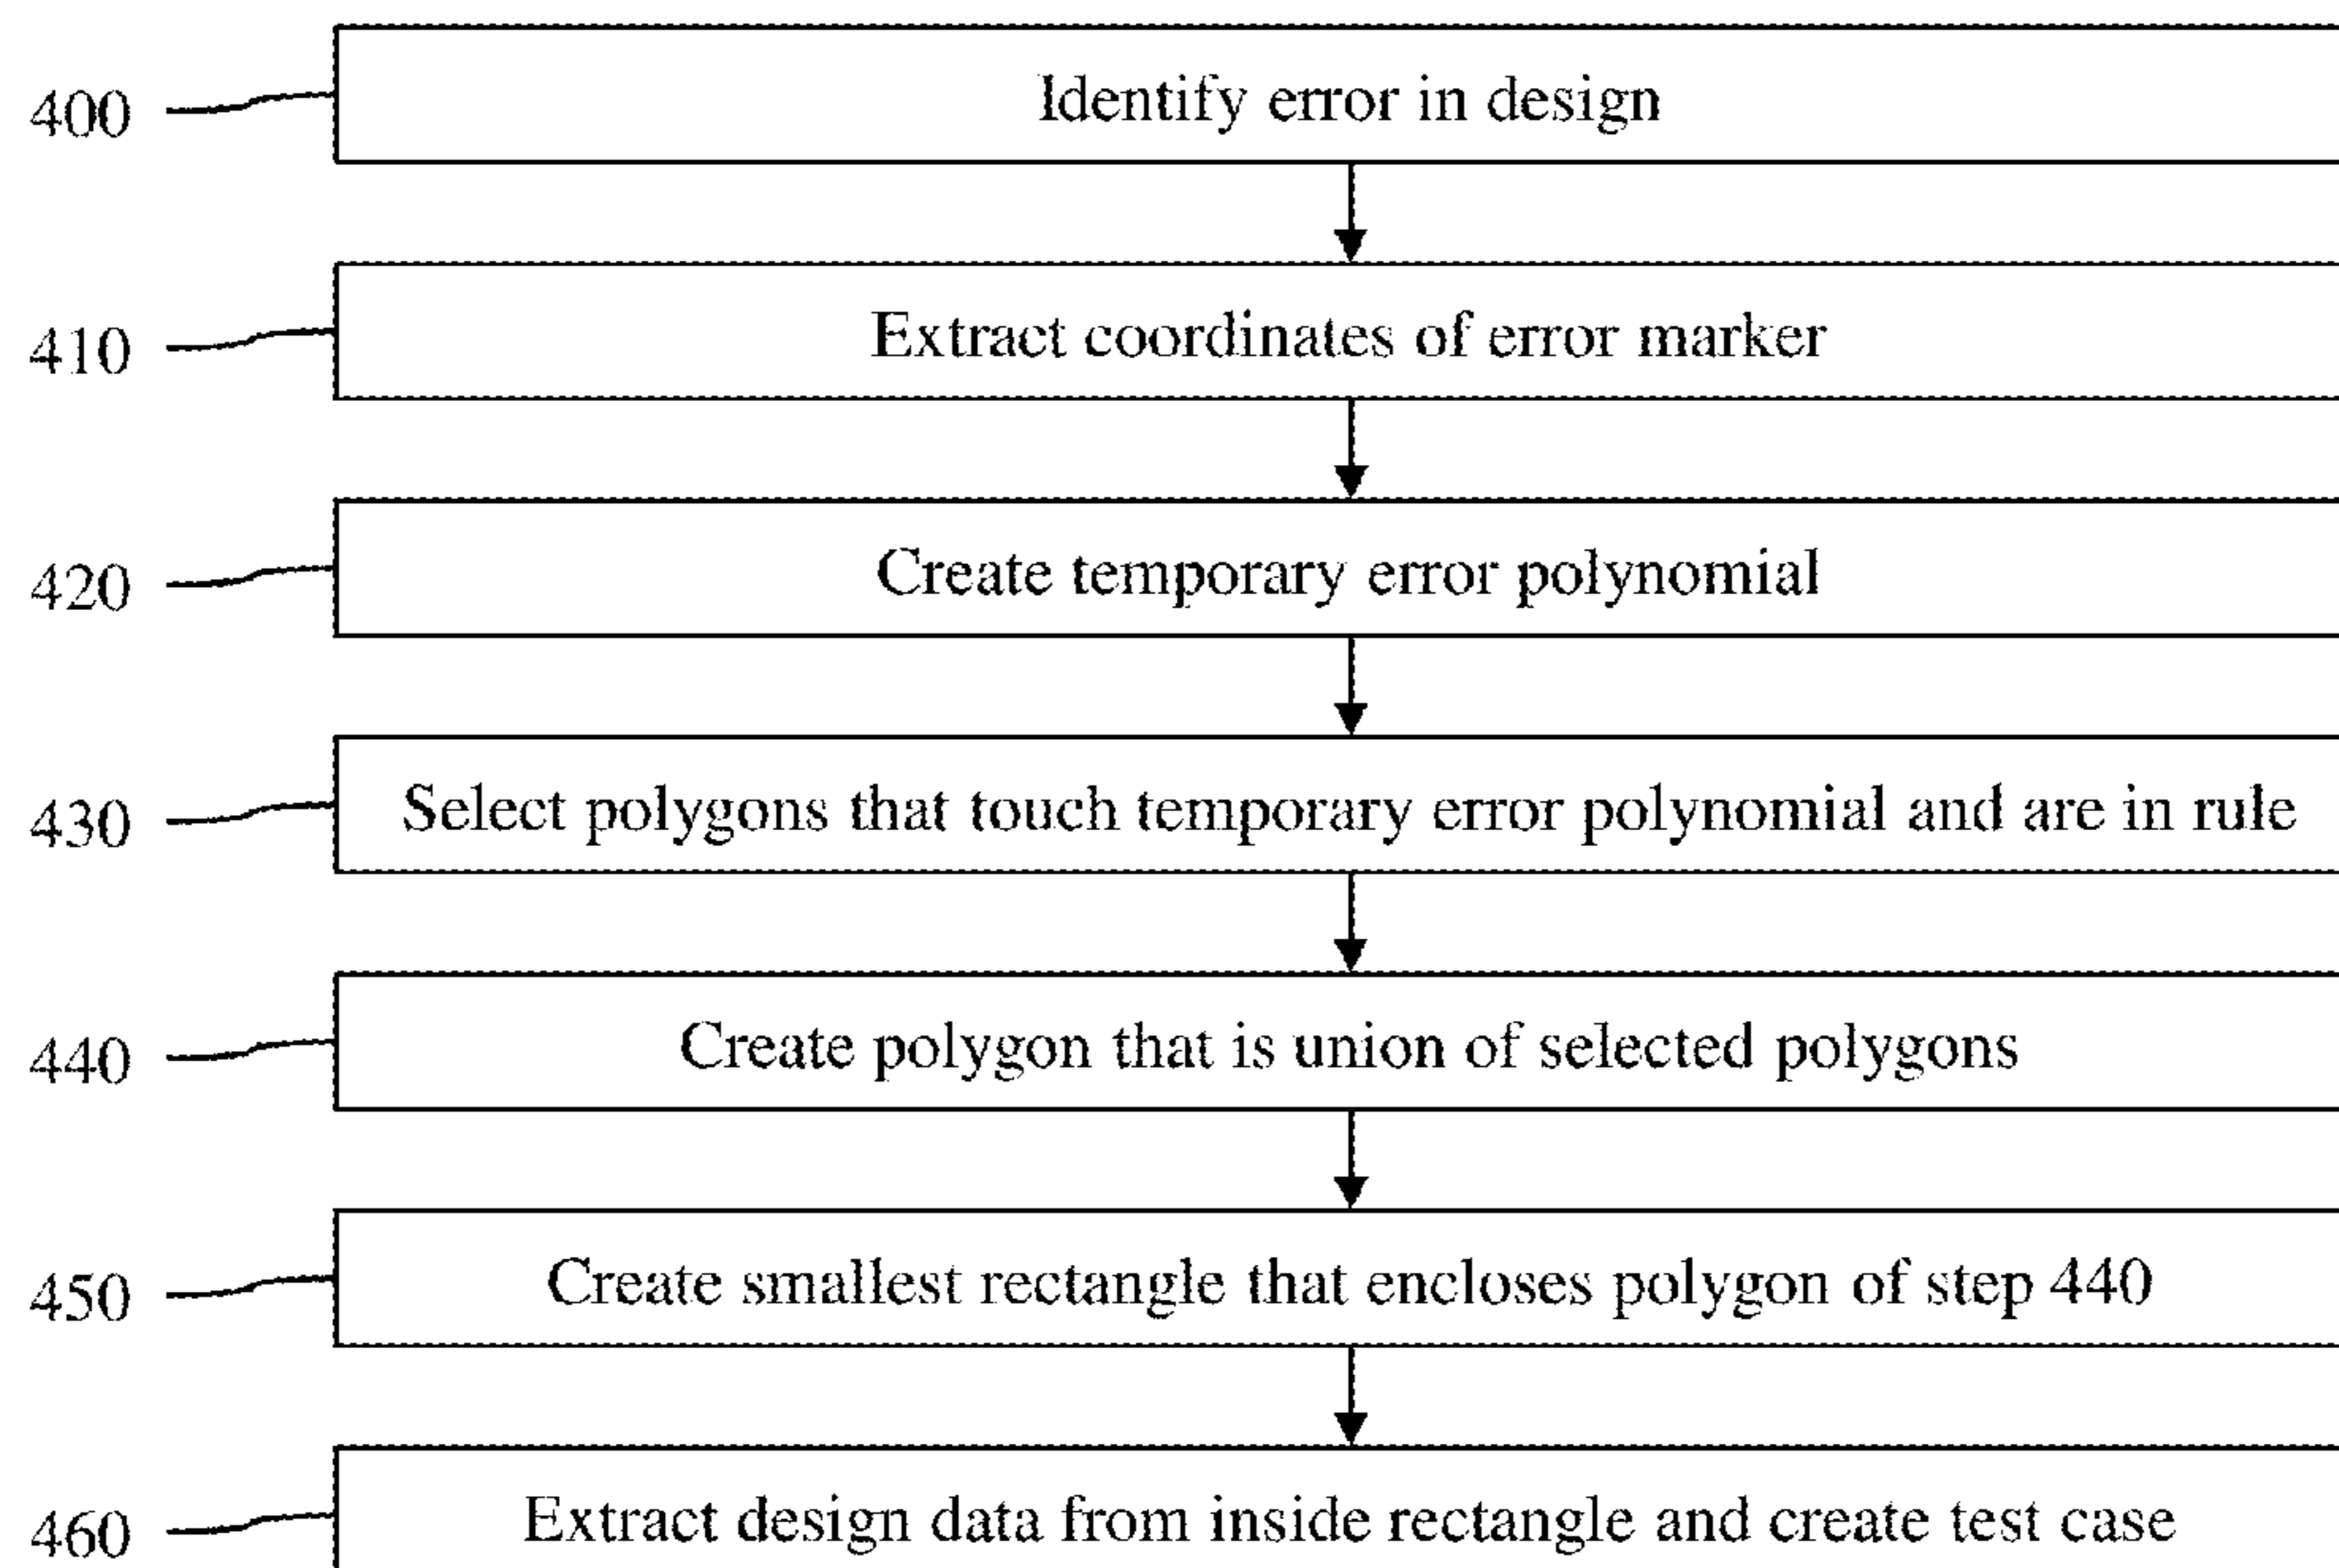 400 Identify error in design
410 Extract coordinates of error marker
420 Create temporary error polynomial
430 Select polygons that touch temporary error polynomial and are in rule
440 Create polygon that is union of selected polygons
450 Create smallest rectangle that encloses polygon of step 440
460 Extract design data from inside rectangle and create test case